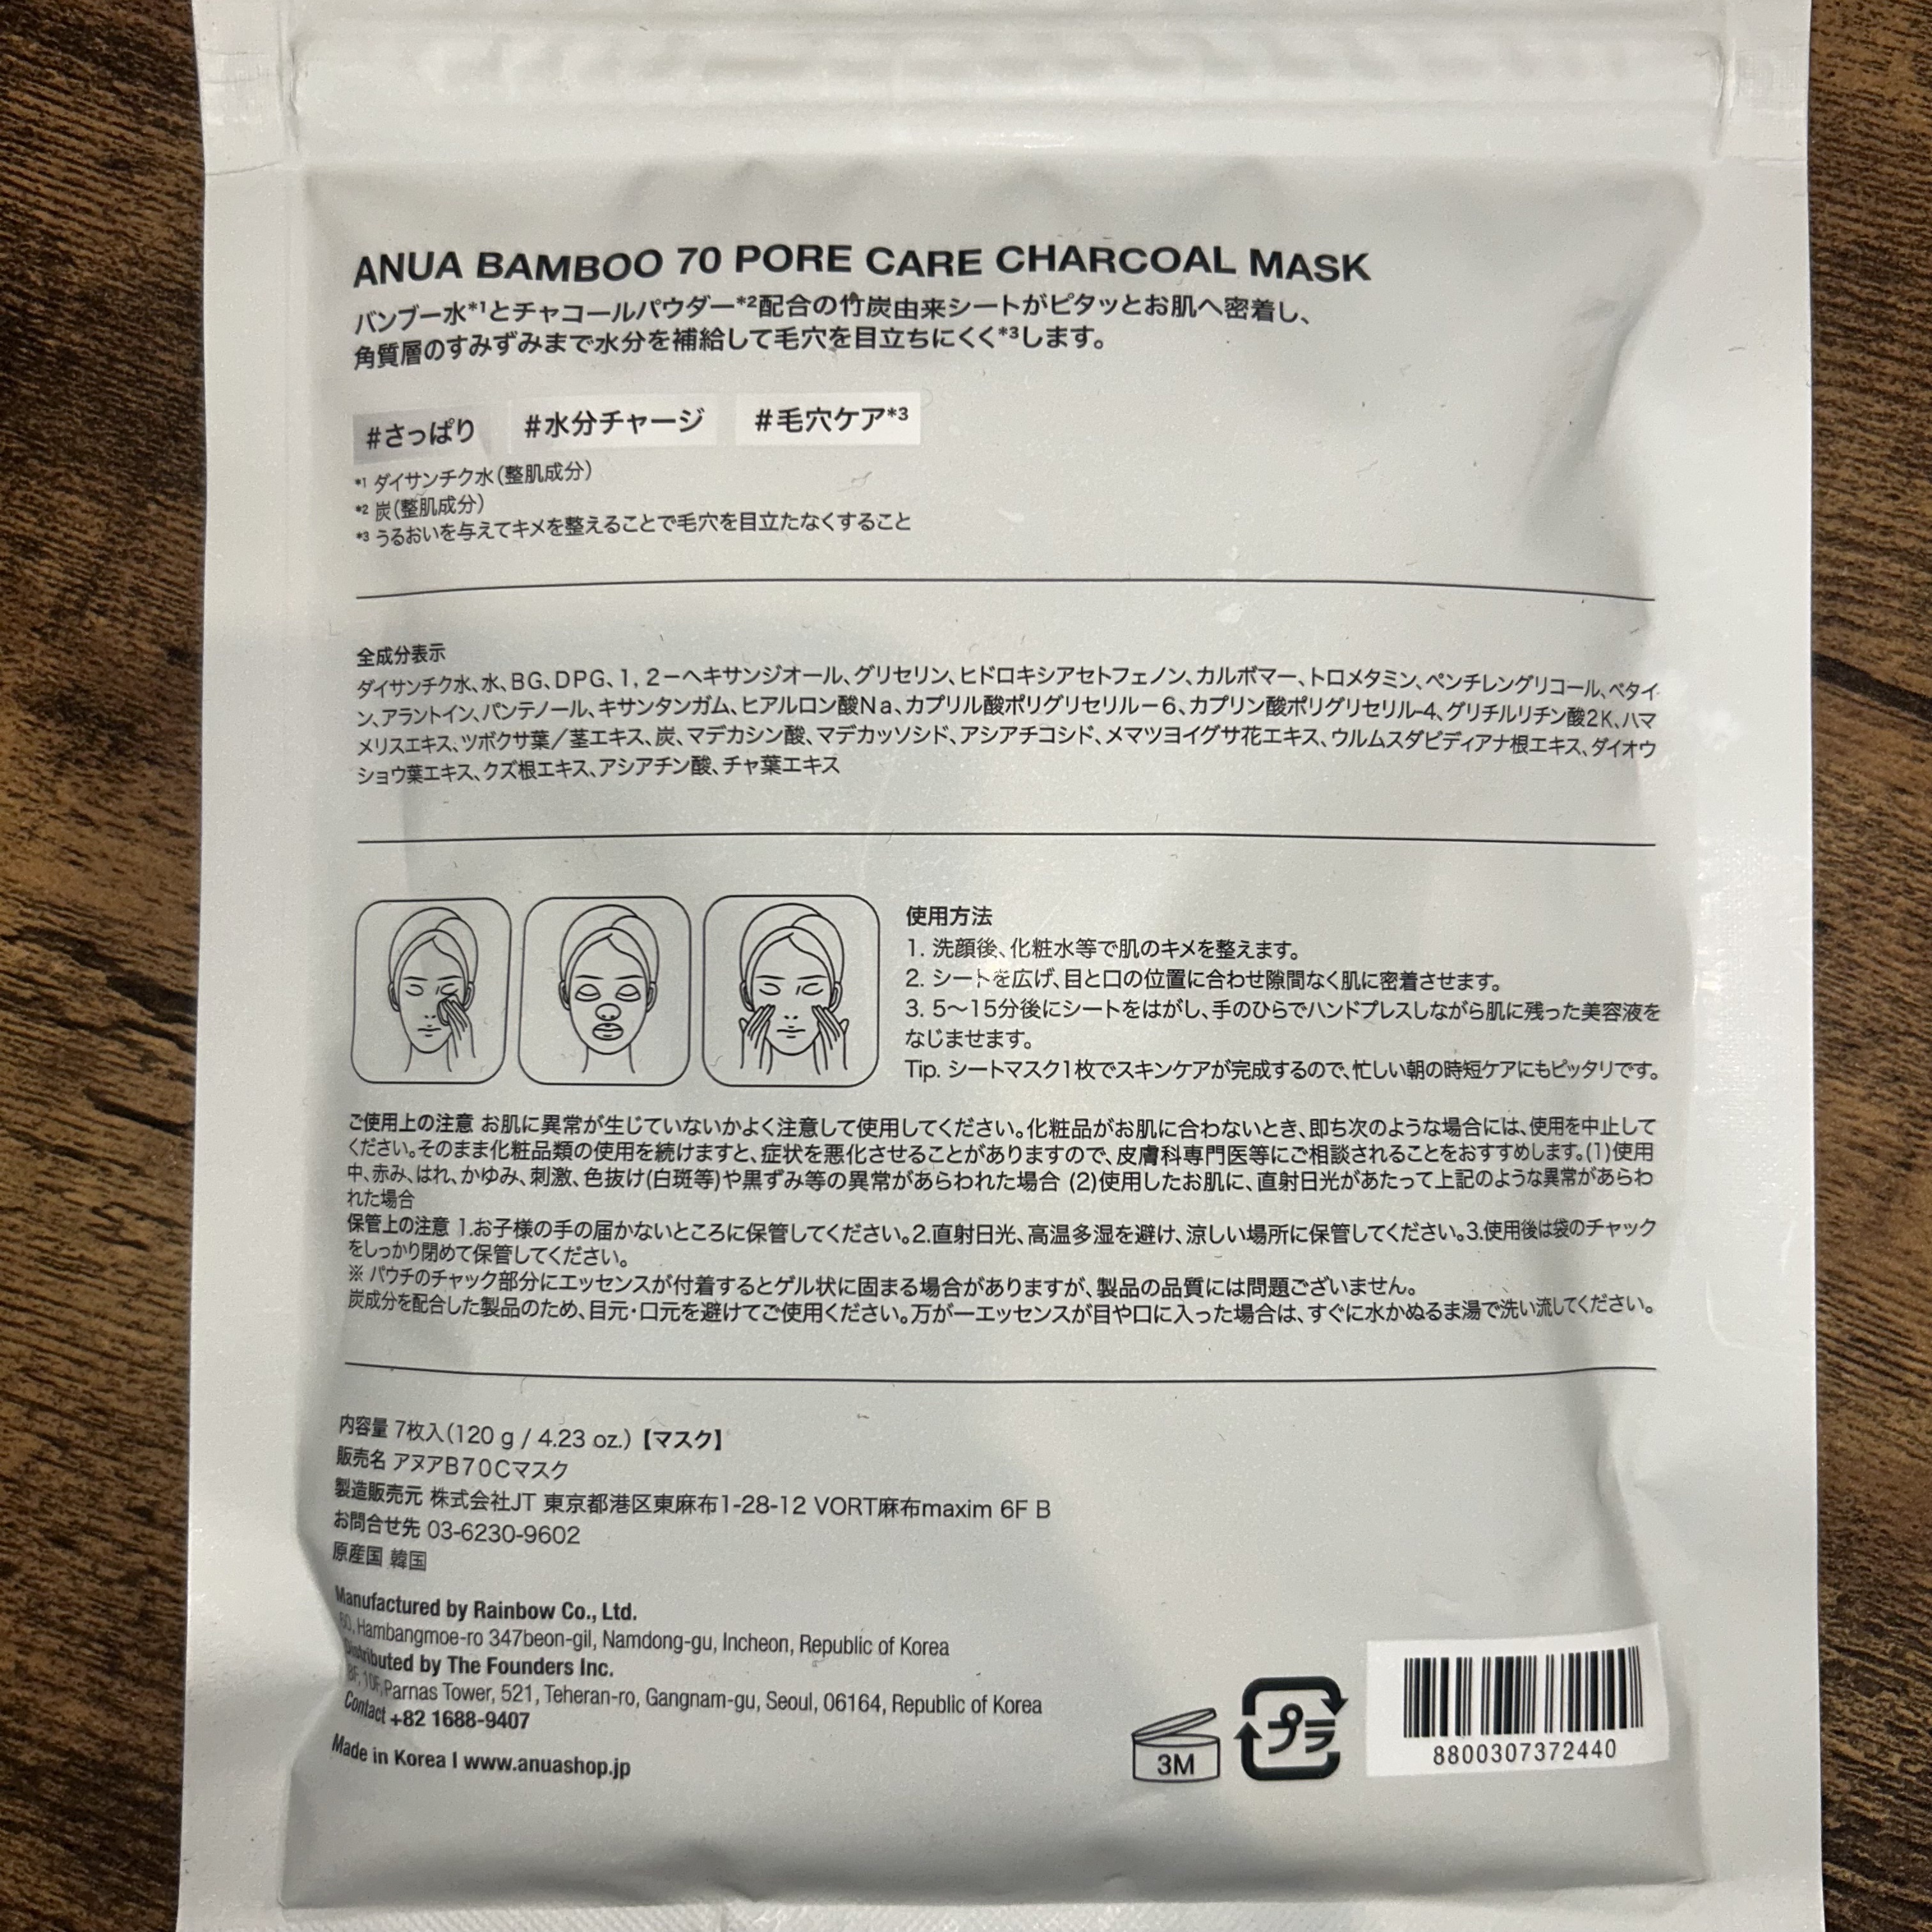 ANUA BAMBOO 70 PORE CARE CHARCOAL MASK
バンブー水*1とチャコールパウダー*2配合の竹炭由来シートがピタッとお肌へ密着し、
角質層のすみずみまで水分を補給して毛穴を目立ちにくく*3します。
#さっぱり #水分チャージ #毛穴ケア*3
*1 ダイサンチク水(整肌成分)
*2 炭(整肌成分)
*3 うるおいを与えてキメを整えることで毛穴を目立たなくすること
全成分表示
ダイサンチク水、水、BG、DPG、1, 2－ヘキサンジオール、グリセリン、ヒドロキシアセトフェノン、カルボマー、トロメタミン、ペンチレングリコール、ベタイ
ン、アラントイン、パンテノール、キサンタンガム、ヒアルロン酸Na、カプリル酸ポリグリセリル－6、カプリン酸ポリグリセリル-4、グリチルリチン酸2K、ハマ
メリスエキス、ツボクサ葉／茎エキス、炭、マデカシン酸、マデカッソシド、アシアチコシド、メマツヨイグサ花エキス、ウルムスダビディアナ根エキス、ダイオウ
ショウ葉エキス、クズ根エキス、アシアチン酸、チャ葉エキス
使用方法
1. 洗顔後、化粧水等で肌のキメを整えます。
2. シートを広げ、目と口の位置に合わせ隙間なく肌に密着させます。
3. 5〜15分後にシートをはがし、手のひらでハンドプレスしながら肌に残った美容液を
なじませます。
Tip. シートマスク1枚でスキンケアが完成するので、忙しい朝の時短ケアにもピッタリです。
ご使用上の注意 お肌に異常が生じていないかよく注意して使用してください。化粧品がお肌に合わないとき、即ち次のような場合には、使用を中止して
ください。そのまま化粧品類の使用を続けますと、症状を悪化させることがありますので、皮膚科専門医等にご相談されることをおすすめします。(1)使用
中、赤み、はれ、かゆみ、刺激、色抜け(白斑等)や黒ずみ等の異常があらわれた場合 (2)使用したお肌に、直射日光があたって上記のような異常があらわ
れた場合
保管上の注意 1.お子様の手の届かないところに保管してください。2.直射日光、高温多湿を避け、涼しい場所に保管してください。3.使用後は袋のチャック
をしっかり閉めて保管してください。
※ パウチのチャック部分にエッセンスが付着するとゲル状に固まる場合がありますが、製品の品質には問題ございません。
炭成分を配合した製品のため、目元・口元を避けてご使用ください。万が一エッセンスが目や口に入った場合は、すぐに水かぬるま湯で洗い流してください。
内容量 7枚入(120 g / 4.23 oz.)【マスク】
販売名 アヌアB70Cマスク
製造販売元 株式会社JT 東京都港区東麻布1-28-12 VORT麻布maxim 6F B
お問合せ先 03-6230-9602
原産国 韓国
Manufactured by Rainbow Co., Ltd.
60, Hambangmoe-ro 347beon-gil, Namdong-gu, Incheon, Republic of Korea
Distributed by The Founders Inc.
8F, 10F, Parnas Tower, 521, Teheran-ro, Gangnam-gu, Seoul, 06164, Republic of Korea
Contact +82 1688-9407
Made in Korea I www.anuashop.jp
3M
プラ
8800307372440